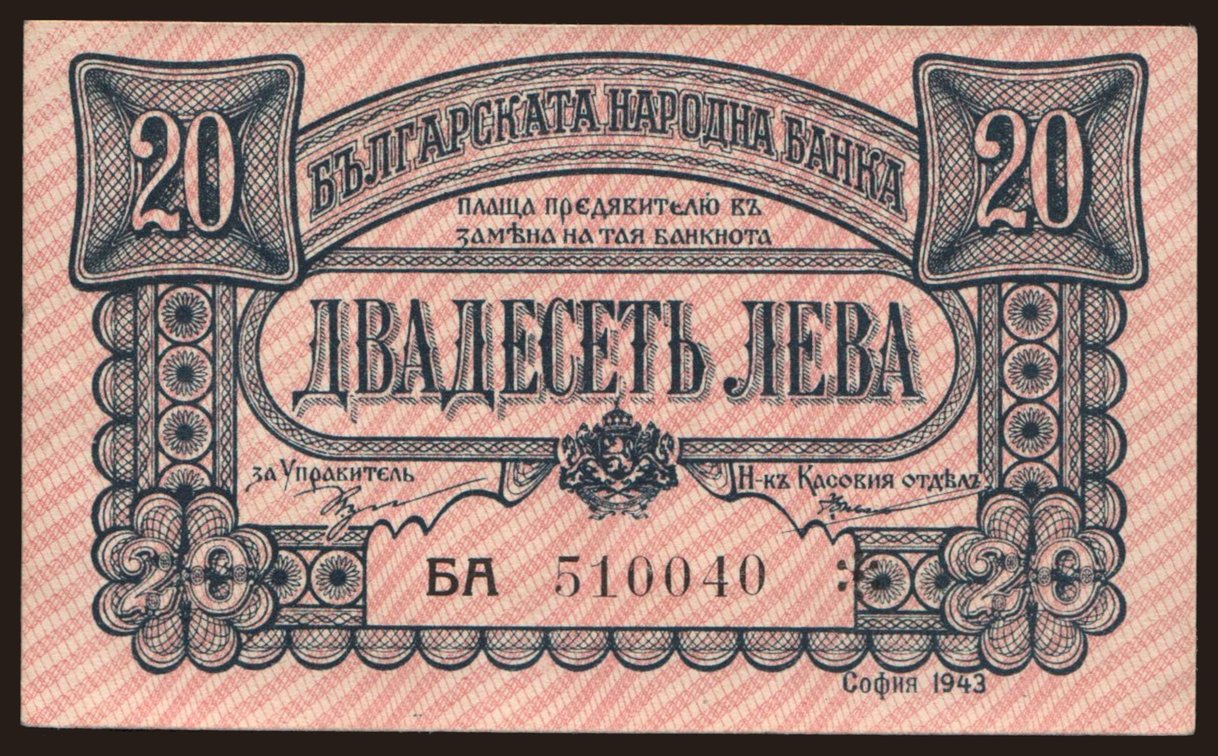 20 БЪЛГАРСКАТА НАРОДНА БАНКА 20
ПЛАЩА ПРЕДЯВИТЕЛЮ ВЪ
ЗАМѢНА НА ТАЯ БАНКНОТА
ДВАДЕСЕТЬ ЛЕВА
за Управитель
Н-къ Касовия отдѣлъ
20 БА 510040 20
София 1943